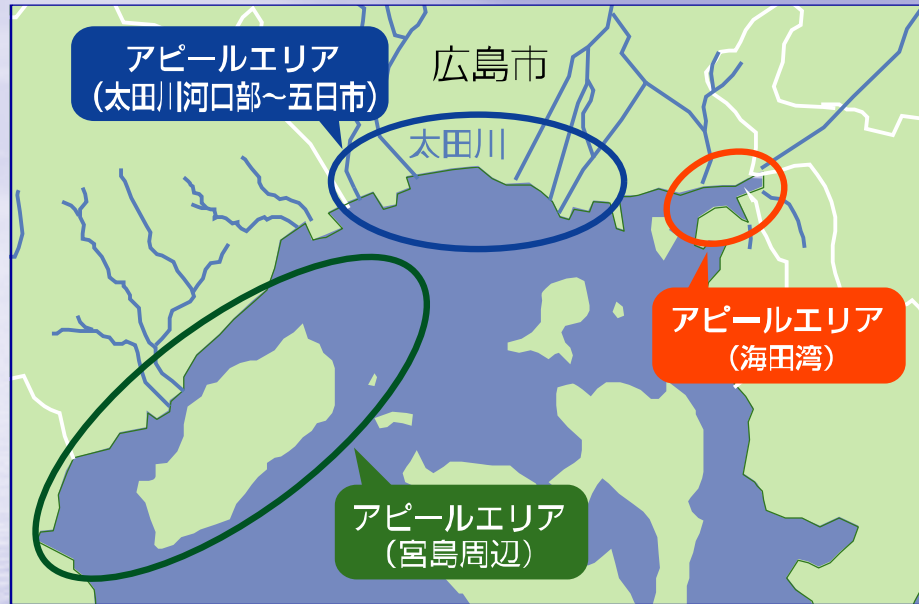 アピールエリア
（太田川河口部～五日市）
広島市
太田川
アピールエリア
（海田湾）
アピールエリア
（宮島周辺）